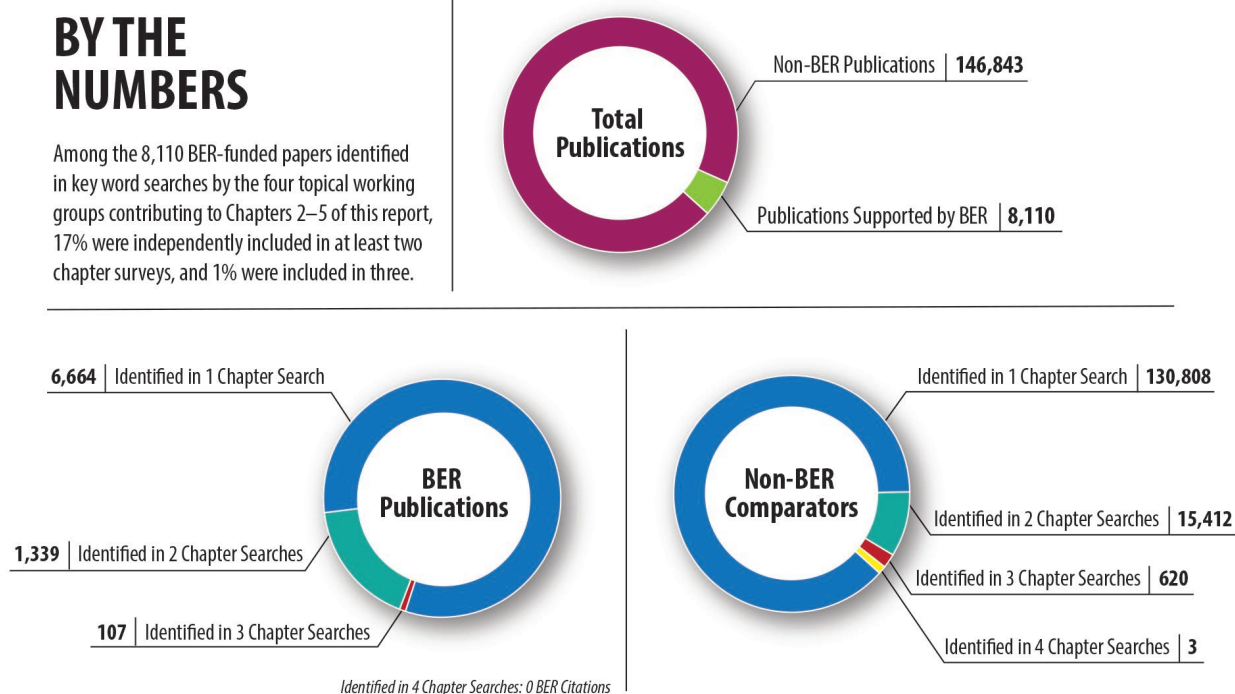 BY THE
NUMBERS
Among the 8,110 BER-funded papers identified
in key word searches by the four topical working
groups contributing to Chapters 2–5 of this report,
17% were independently included in at least two
chapter surveys, and 1% were included in three.
Total
Publications
Non-BER Publications | 146,843
Publications Supported by BER | 8,110
6,664 | Identified in 1 Chapter Search
BER
Publications
1,339 | Identified in 2 Chapter Searches
107 | Identified in 3 Chapter Searches
Identified in 4 Chapter Searches: 0 BER Citations
Identified in 1 Chapter Search | 130,808
Non-BER
Comparators
Identified in 2 Chapter Searches | 15,412
Identified in 3 Chapter Searches | 620
Identified in 4 Chapter Searches | 3